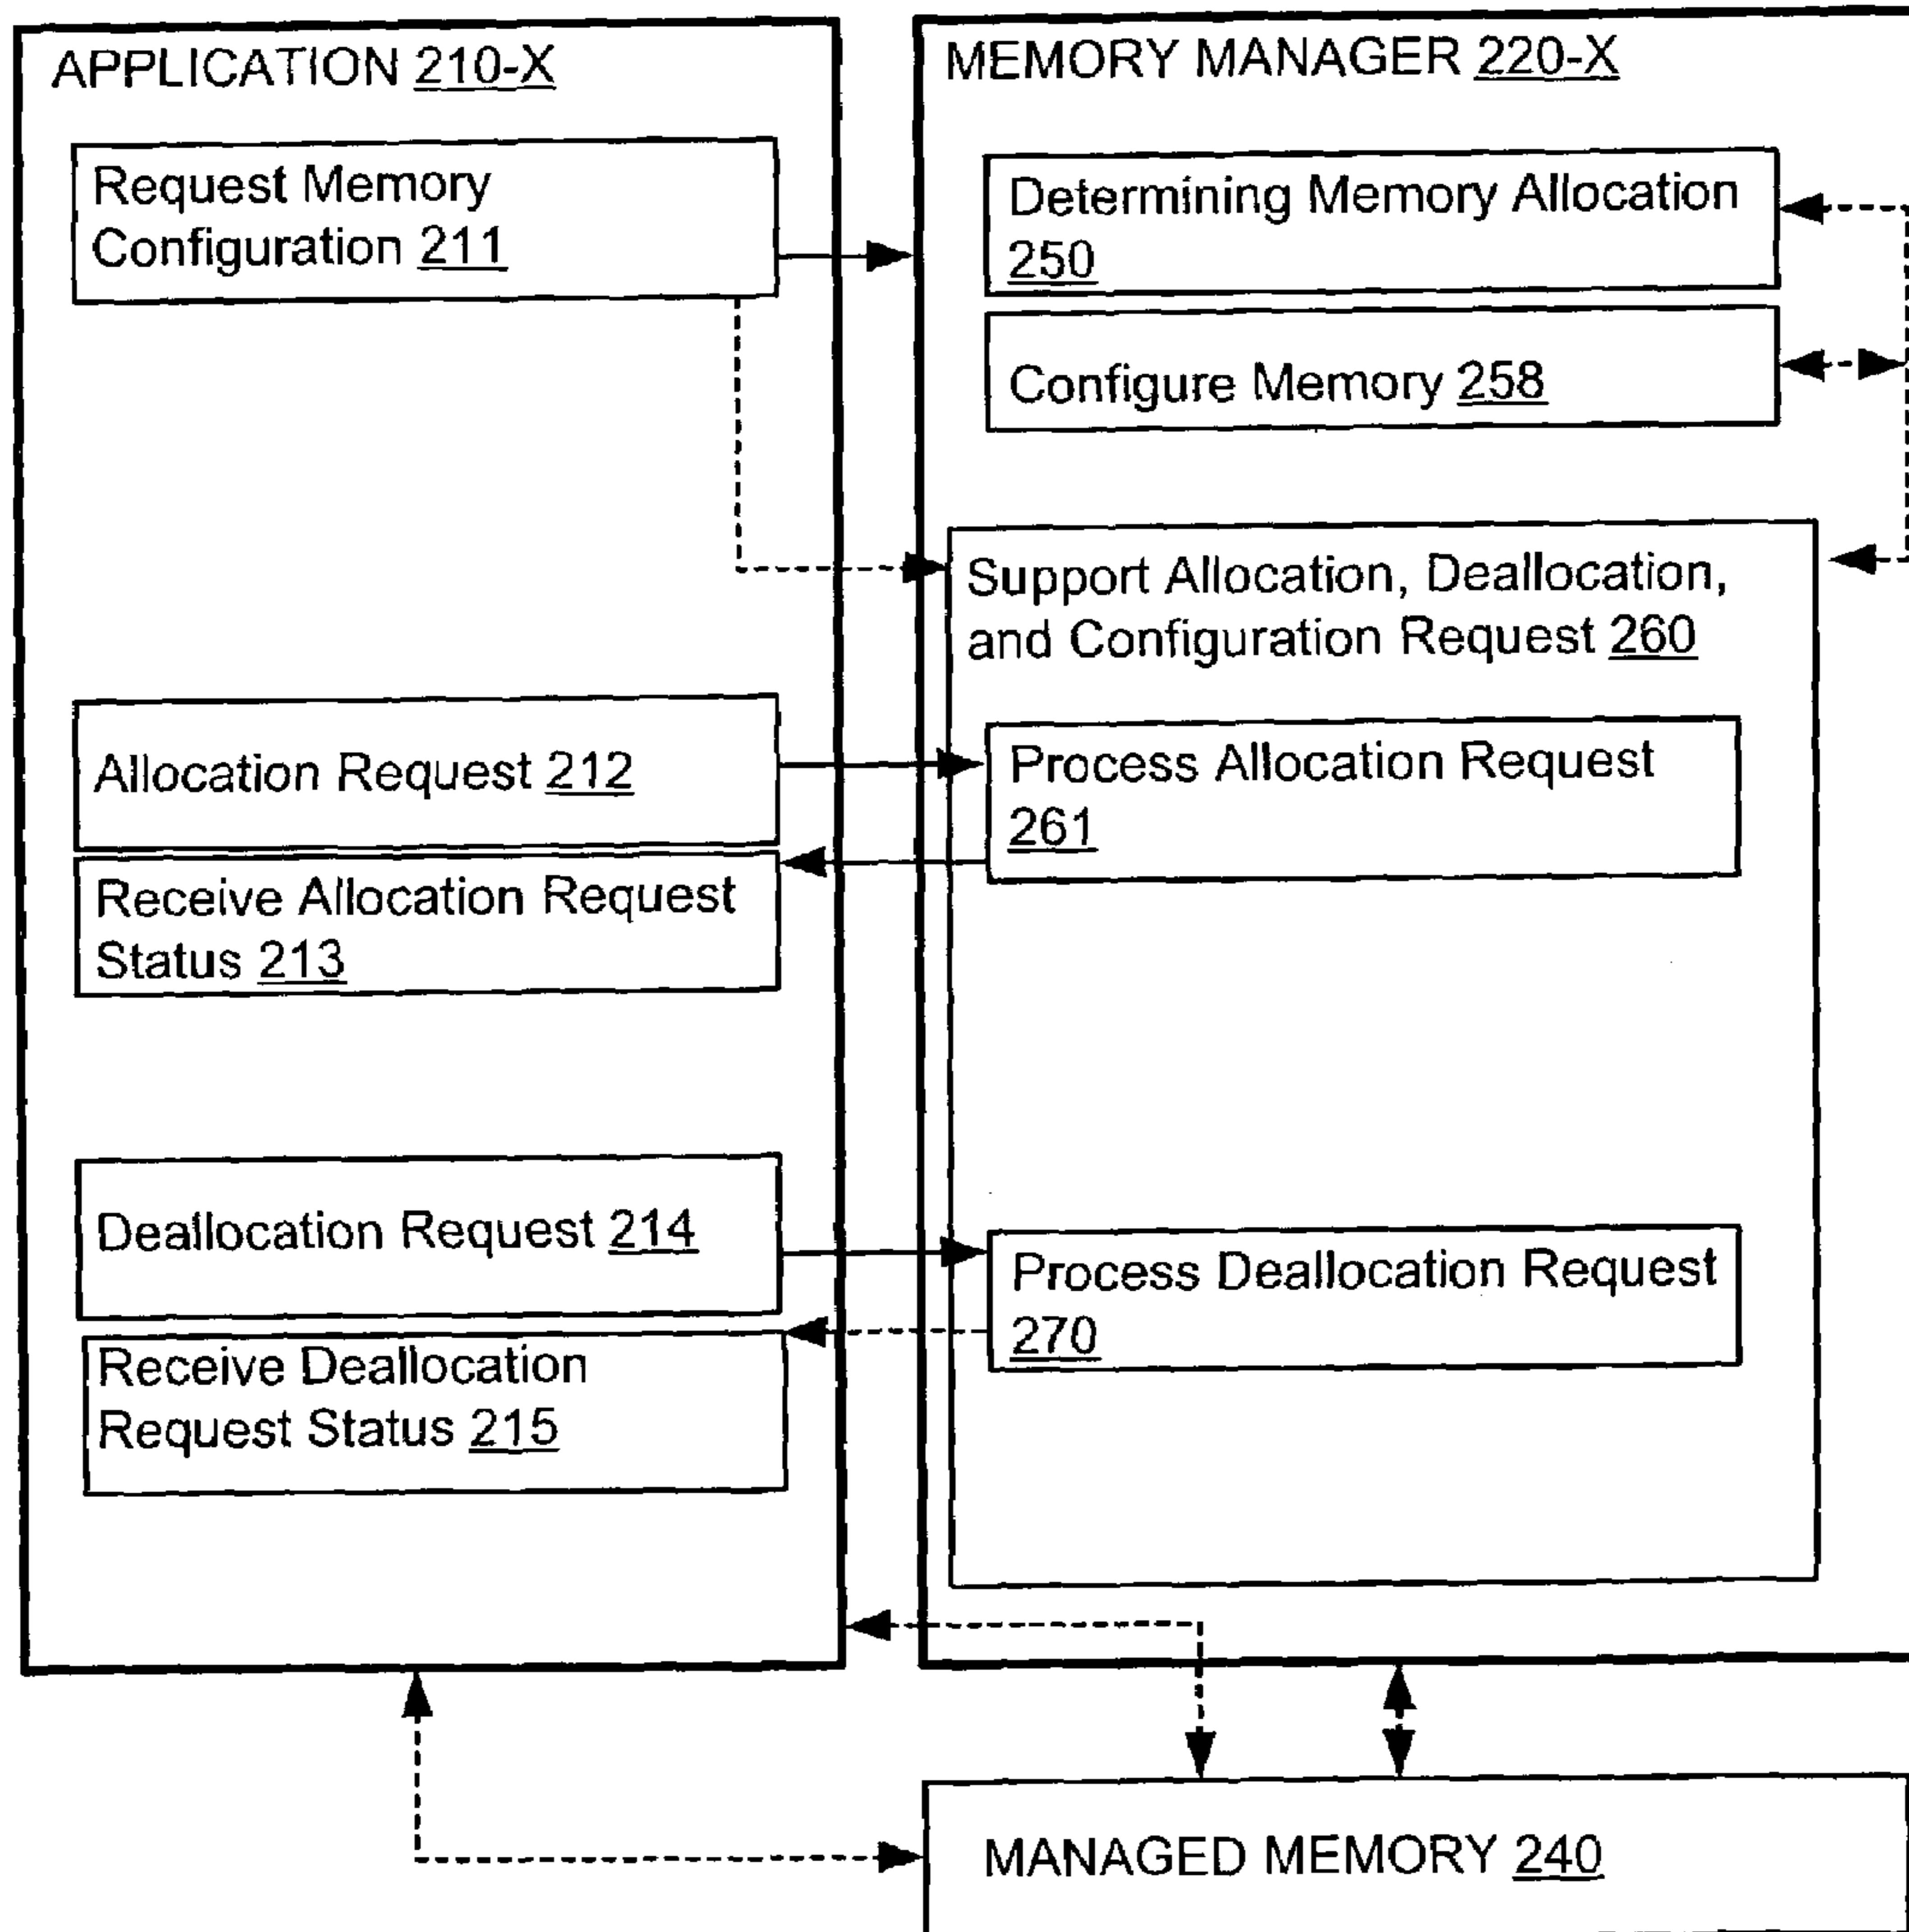 APPLICATION 210-X
Request Memory
Configuration 211
Allocation Request 212
Receive Allocation Request
Status 213
Deallocation Request 214
Receive Deallocation
Request Status 215
MEMORY MANAGER 220-X
Determining Memory Allocation
250
Configure Memory 258
Support Allocation, Deallocation,
and Configuration Request 260
Process Allocation Request
261
Process Deallocation Request
270
MANAGED MEMORY 240